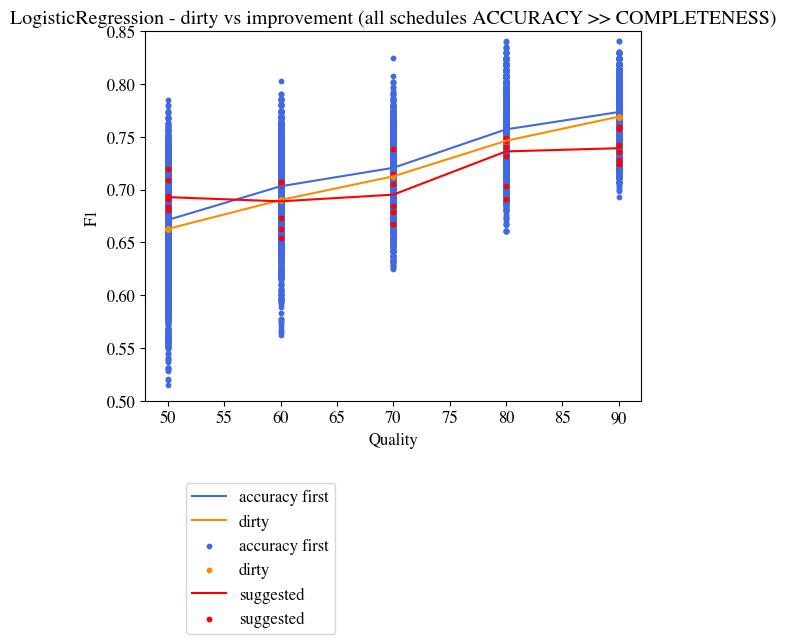 LogisticRegression - dirty vs improvement (all schedules ACCURACY >> COMPLETENESS)
0.85
0.80
0.75
0.70
F1
0.65
0.60
0.55
0.50
50 55 60 65 70 75 80 85 90
Quality
accuracy first
dirty
accuracy first
dirty
suggested
suggested